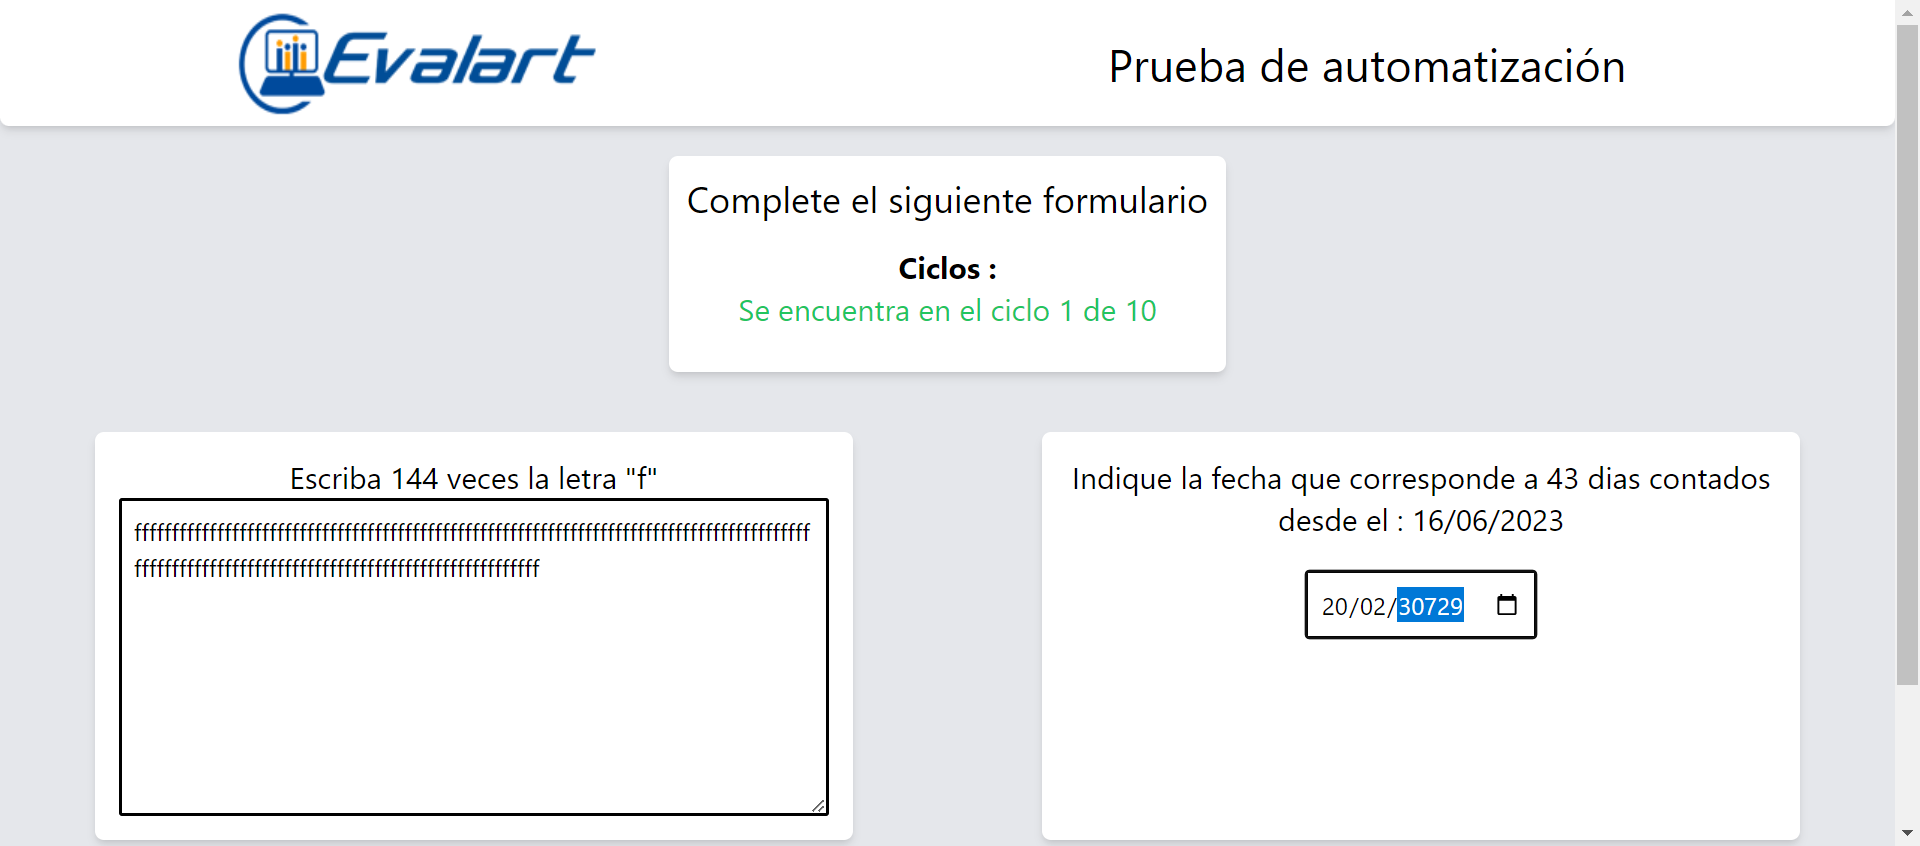 Evalart
Prueba de automatización
Complete el siguiente formulario
Ciclos :
Se encuentra en el ciclo 1 de 10
Escriba 144 veces la letra "f"
ffffffffffffffffffffffffffffffffffffffffffffffffffffffffffffffffffffffffffffffffffffffffff
ffffffffffffffffffffffffffffffffffffffffffffffffffffff
Indique la fecha que corresponde a 43 dias contados
desde el : 16/06/2023
20/02/30729